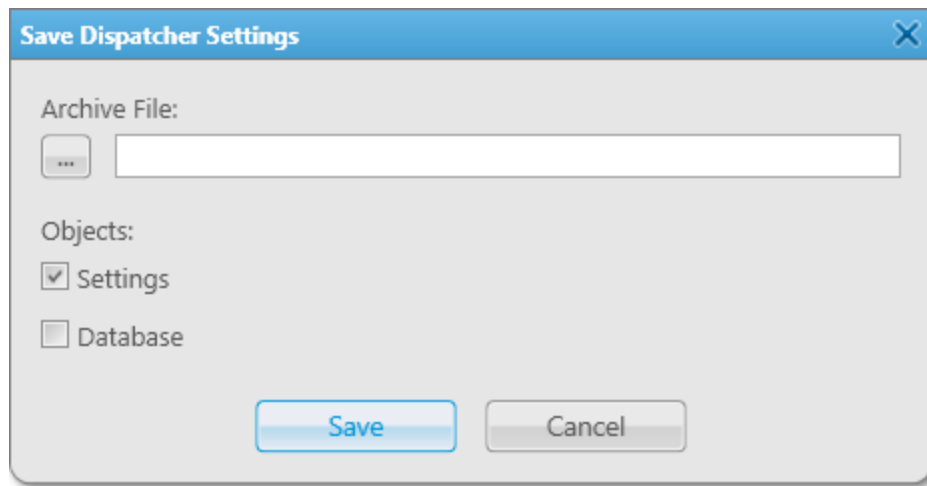 Save Dispatcher Settings
Archive File:
...
Objects:
Settings
Database
Save Cancel